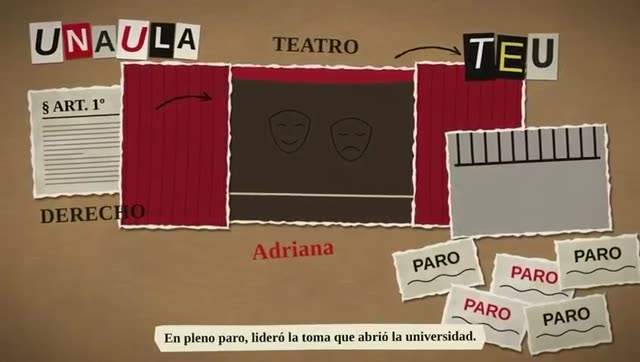 UNAULA
TEATRO
TEU
§ ART. 1º
DERECHO
Adriana
PARO
PARO
PARO
PARO
PARO
En pleno paro, lideró la toma que abrió la universidad.